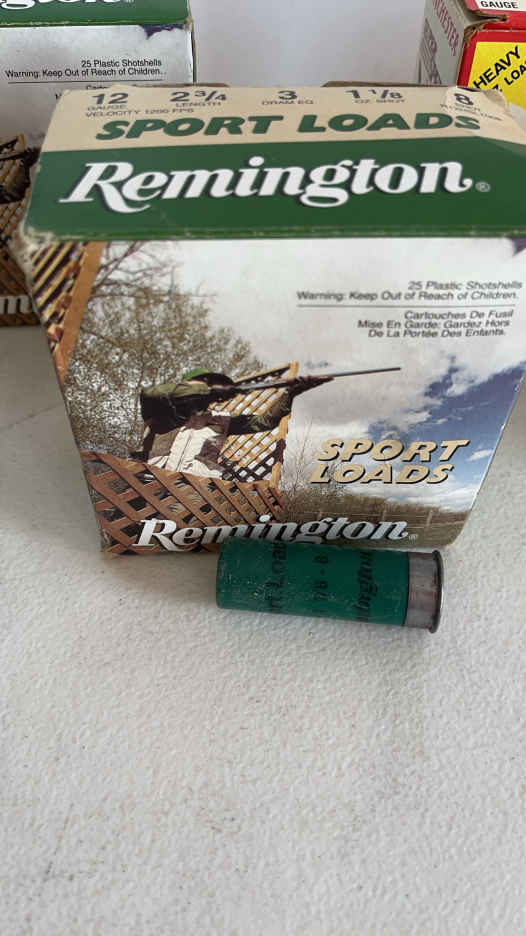 25 Plastic Shotshells
Warning: Keep Out of Reach of Children.
GAUGE
HEAVY
12 2 3/4 3 1 1/8 8
GAUGE LENGTH DRAM EQ. OZ. SHOT
VELOCITY 1200 FPS
SPORT LOADS
Remington®
25 Plastic Shotshells
Warning: Keep Out of Reach of Children.
Cartouches De Fusil
Mise En Garde: Gardez Hors
De La Portée Des Enfants.
SPORT
LOADS
Remington®